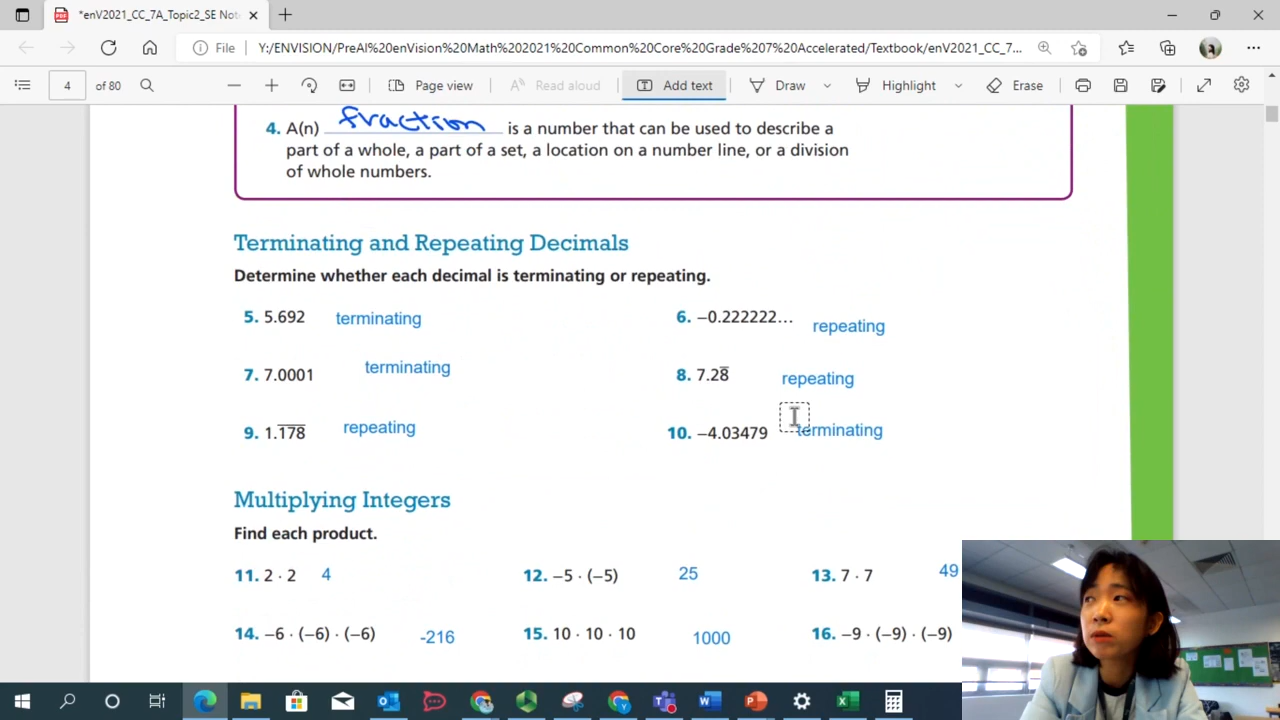 *enV2021_CC_7A_Topic2_SE Not
File
Y:/ENVISION/PreAI%20enVision%20Math%202021%20Common%20Core%20Grade%207%20Accelerated/Textbook/enV2021_CC_7...
4 of 80
Page view
Read aloud
Add text
Draw
Highlight
Erase
4. A(n) fraction is a number that can be used to describe a
part of a whole, a part of a set, a location on a number line, or a division
of whole numbers.
Terminating and Repeating Decimals
Determine whether each decimal is terminating or repeating.
5. 5.692 terminating
6. −0.222222... repeating
7. 7.0001 terminating
8. 7.28̅ repeating
9. 1.1̅7̅8̅ repeating
10. −4.03479 terminating
Multiplying Integers
Find each product.
11. 2 · 2 4
12. −5 · (−5) 25
13. 7 · 7 49
14. −6 · (−6) · (−6) -216
15. 10 · 10 · 10 1000
16. −9 · (−9) · (−9)